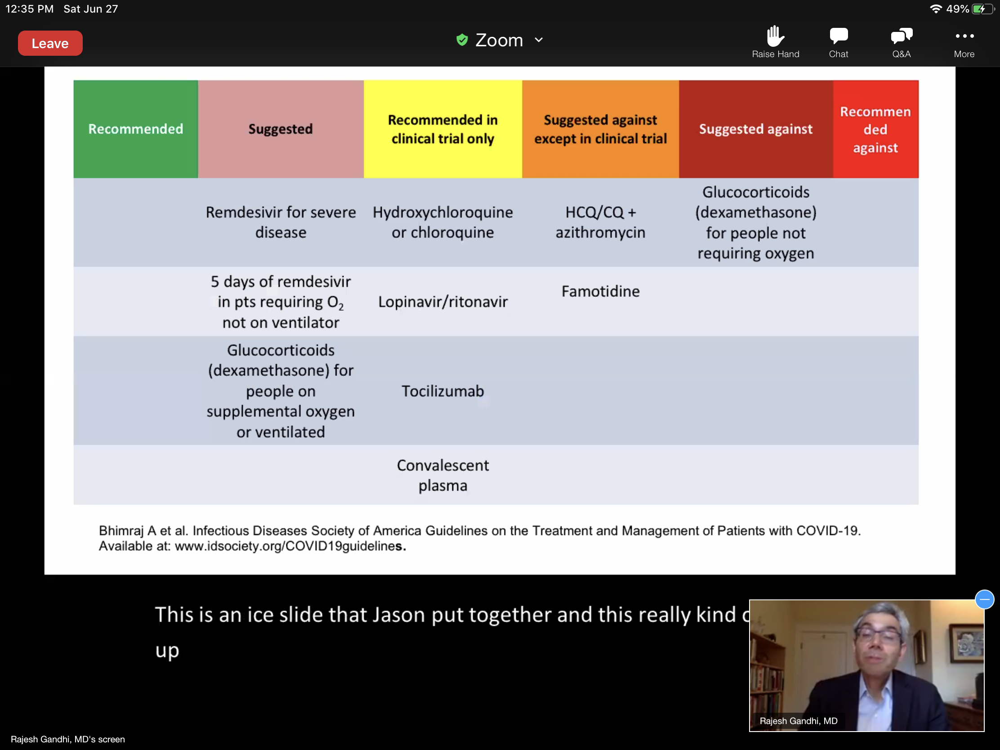 12:35 PM Sat Jun 27
49%
Leave
Zoom
Raise Hand
Chat
Q&A
More
Recommended
Suggested
Recommended in
clinical trial only
Suggested against
except in clinical trial
Suggested against
Recommen
ded
against
Remdesivir for severe
disease
Hydroxychloroquine
or chloroquine
HCQ/CQ +
azithromycin
Glucocorticoids
(dexamethasone)
for people not
requiring oxygen
5 days of remdesivir
in pts requiring O₂
not on ventilator
Lopinavir/ritonavir
Famotidine
Glucocorticoids
(dexamethasone) for
people on
supplemental oxygen
or ventilated
Tocilizumab
Convalescent
plasma
Bhimraj A et al. Infectious Diseases Society of America Guidelines on the Treatment and Management of Patients with COVID-19.
Available at: www.idsociety.org/COVID19guidelines.
This is an ice slide that Jason put together and this really kind
up
Rajesh Gandhi, MD
Rajesh Gandhi, MD's screen